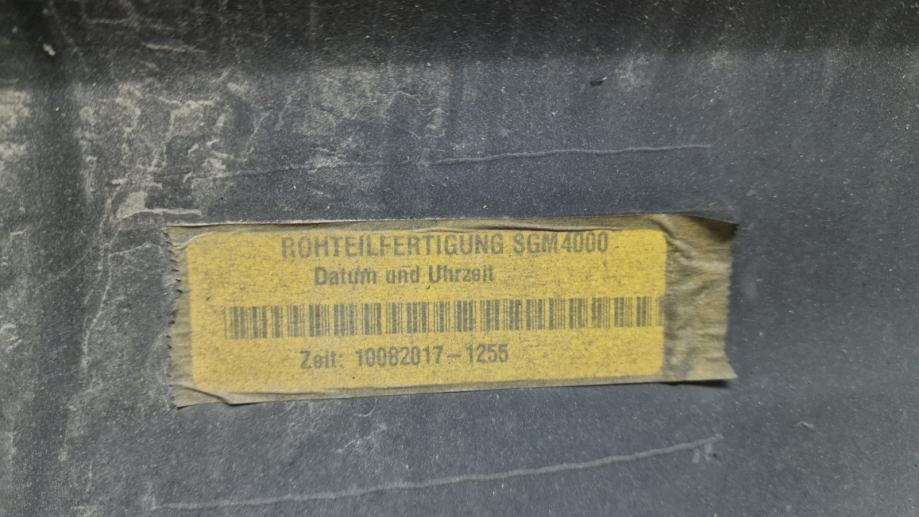 ROHTEILFERTIGUNG SGM4000
Datum und Uhrzeit
Zeit: 10082017-1255